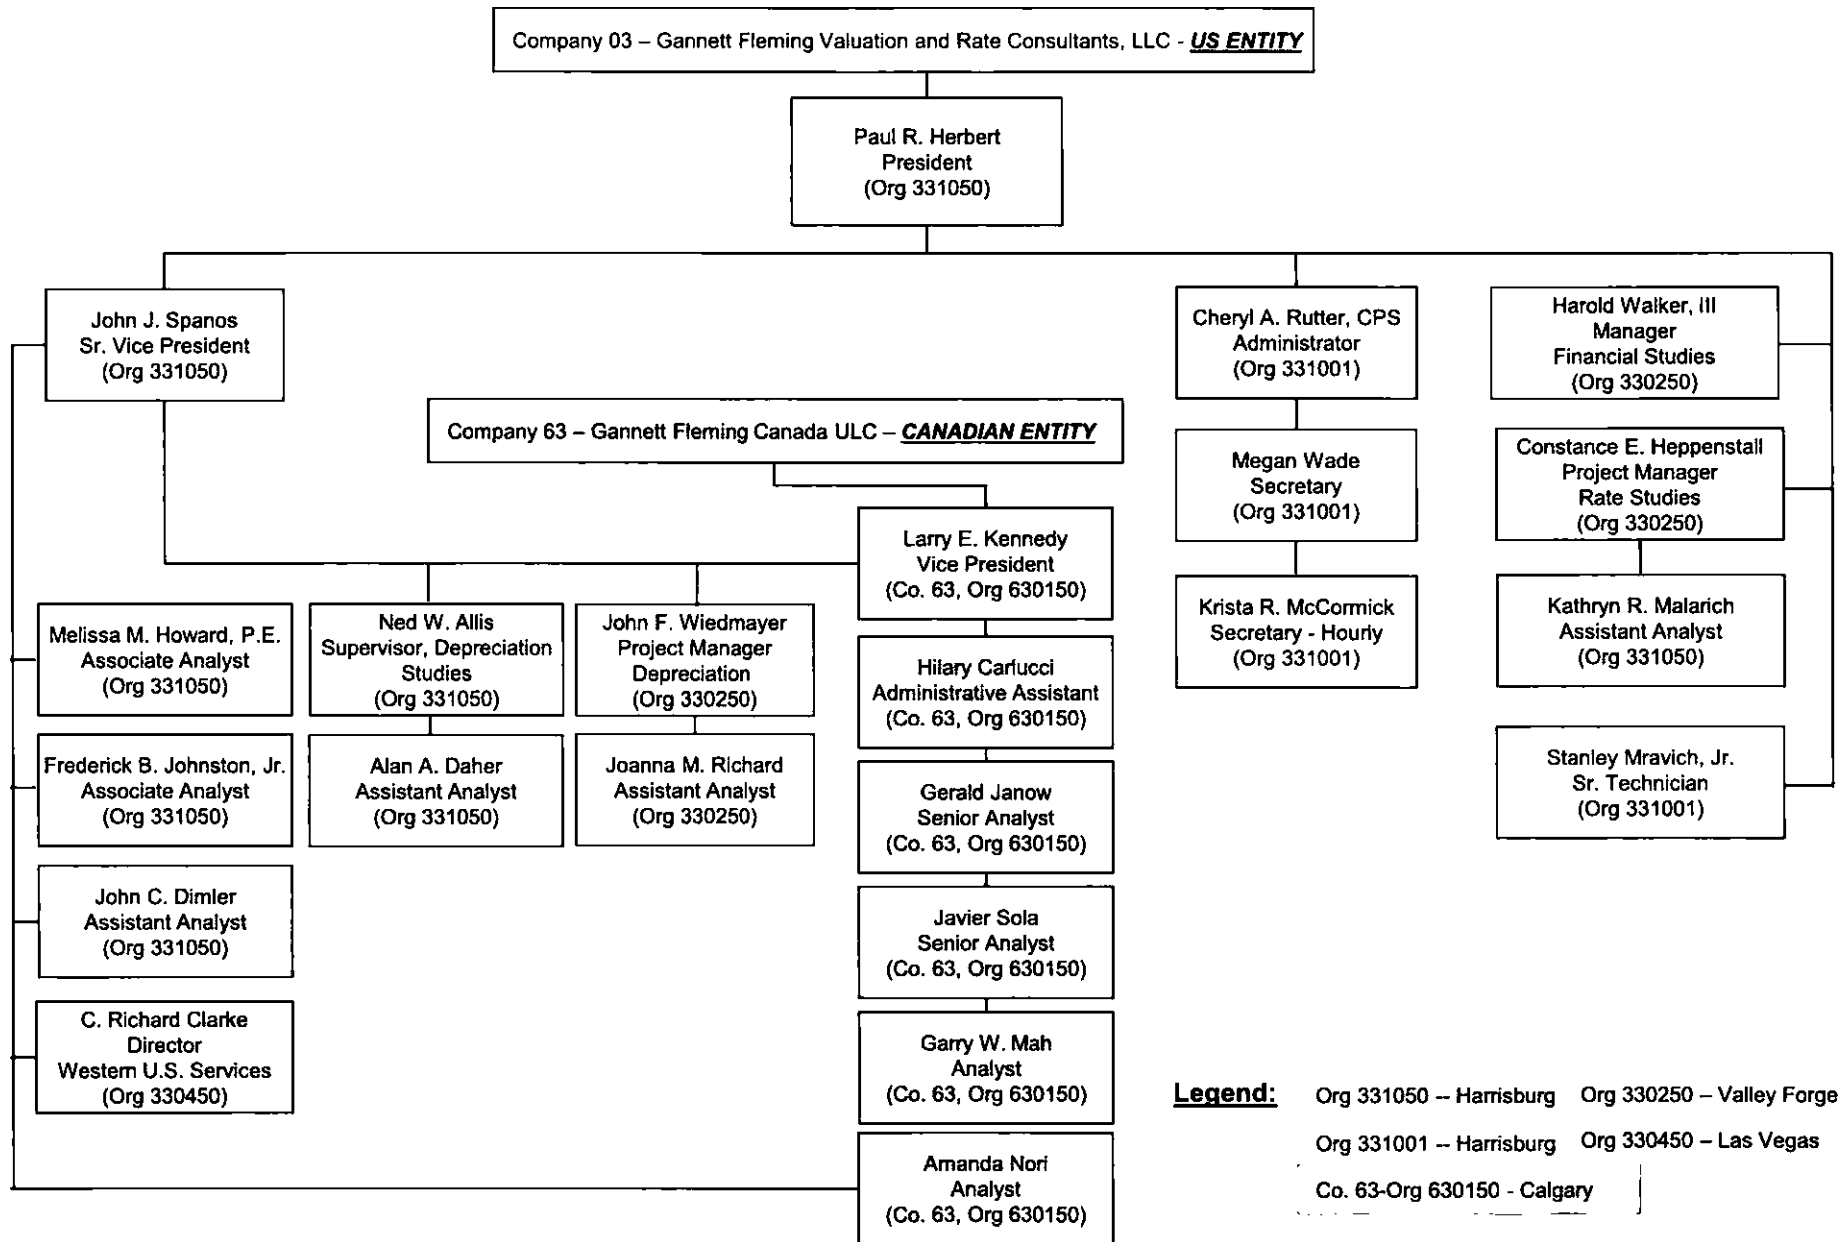 Company 03 – Gannett Fleming Valuation and Rate Consultants, LLC - US ENTITY
Paul R. Herbert
President
(Org 331050)
John J. Spanos
Sr. Vice President
(Org 331050)
Cheryl A. Rutter, CPS
Administrator
(Org 331001)
Harold Walker, III
Manager
Financial Studies
(Org 330250)
Company 63 – Gannett Fleming Canada ULC – CANADIAN ENTITY
Megan Wade
Secretary
(Org 331001)
Constance E. Heppenstall
Project Manager
Rate Studies
(Org 330250)
Larry E. Kennedy
Vice President
(Co. 63, Org 630150)
Krista R. McCormick
Secretary - Hourly
(Org 331001)
Kathryn R. Malarich
Assistant Analyst
(Org 331050)
Melissa M. Howard, P.E.
Associate Analyst
(Org 331050)
Ned W. Allis
Supervisor, Depreciation
Studies
(Org 331050)
John F. Wiedmayer
Project Manager
Depreciation
(Org 330250)
Hilary Carlucci
Administrative Assistant
(Co. 63, Org 630150)
Frederick B. Johnston, Jr.
Associate Analyst
(Org 331050)
Alan A. Daher
Assistant Analyst
(Org 331050)
Joanna M. Richard
Assistant Analyst
(Org 330250)
Gerald Janow
Senior Analyst
(Co. 63, Org 630150)
Stanley Mravich, Jr.
Sr. Technician
(Org 331001)
John C. Dimler
Assistant Analyst
(Org 331050)
Javier Sola
Senior Analyst
(Co. 63, Org 630150)
C. Richard Clarke
Director
Western U.S. Services
(Org 330450)
Garry W. Mah
Analyst
(Co. 63, Org 630150)
Amanda Nori
Analyst
(Co. 63, Org 630150)
Legend: Org 331050 -- Harrisburg Org 330250 – Valley Forge
Org 331001 -- Harrisburg Org 330450 – Las Vegas
Co. 63-Org 630150 - Calgary